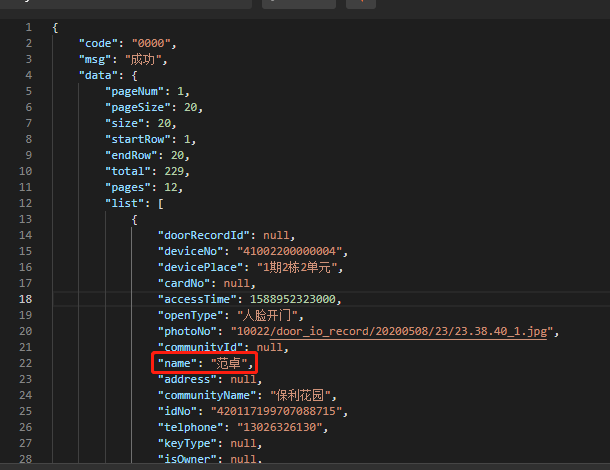 1 {
2 "code": "0000",
3 "msg": "成功",
4 "data": {
5 "pageNum": 1,
6 "pageSize": 20,
7 "size": 20,
8 "startRow": 1,
9 "endRow": 20,
10 "total": 229,
11 "pages": 12,
12 "list": [
13 {
14 "doorRecordId": null,
15 "deviceNo": "41002200000004",
16 "devicePlace": "1期2栋2单元",
17 "cardNo": null,
18 "accessTime": 1588952323000,
19 "openType": "人脸开门",
20 "photoNo": "10022/door_io_record/20200508/23/23.38.40_1.jpg",
21 "communityId": null,
22 "name": "范卓",
23 "address": null,
24 "communityName": "保利花园",
25 "idNo": "420117199707088715",
26 "telphone": "13026326130",
27 "keyType": null,
28 "isOwner": null,